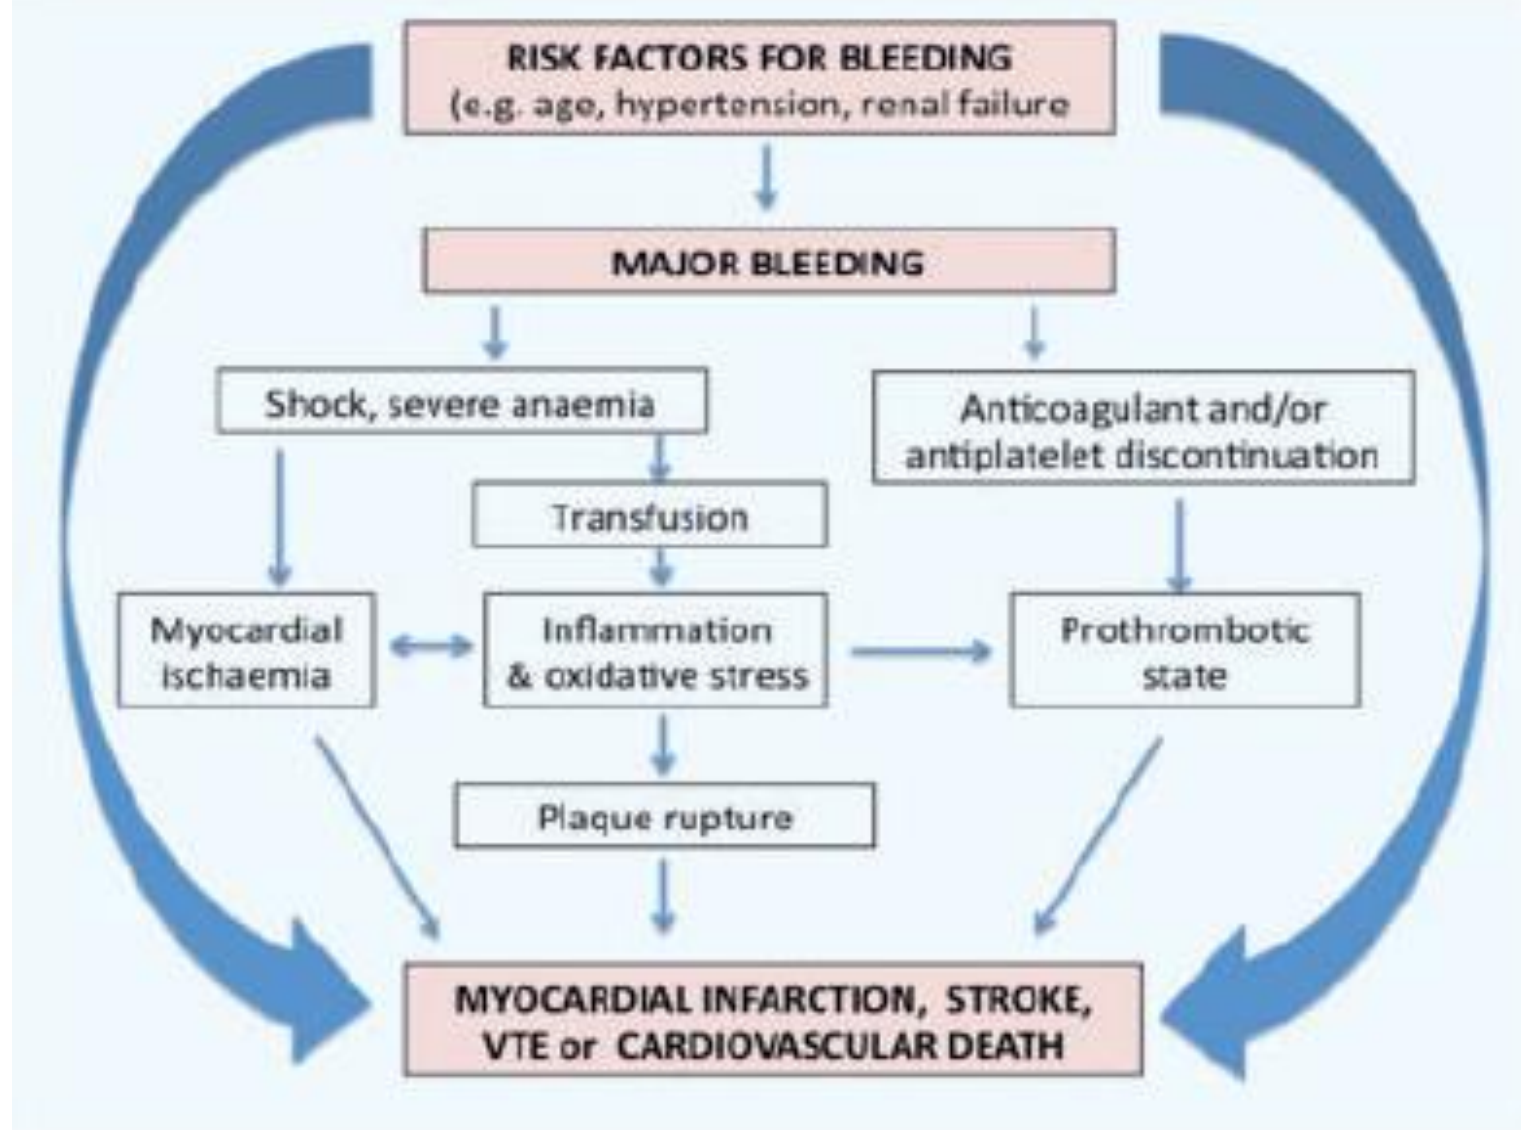 RISK FACTORS FOR BLEEDING
(e.g. age, hypertension, renal failure
MAJOR BLEEDING
Shock, severe anaemia
Anticoagulant and/or
antiplatelet discontinuation
Transfusion
Myocardial
ischaemia
Inflammation
& oxidative stress
Prothrombotic
state
Plaque rupture
MYOCARDIAL INFARCTION, STROKE,
VTE or CARDIOVASCULAR DEATH